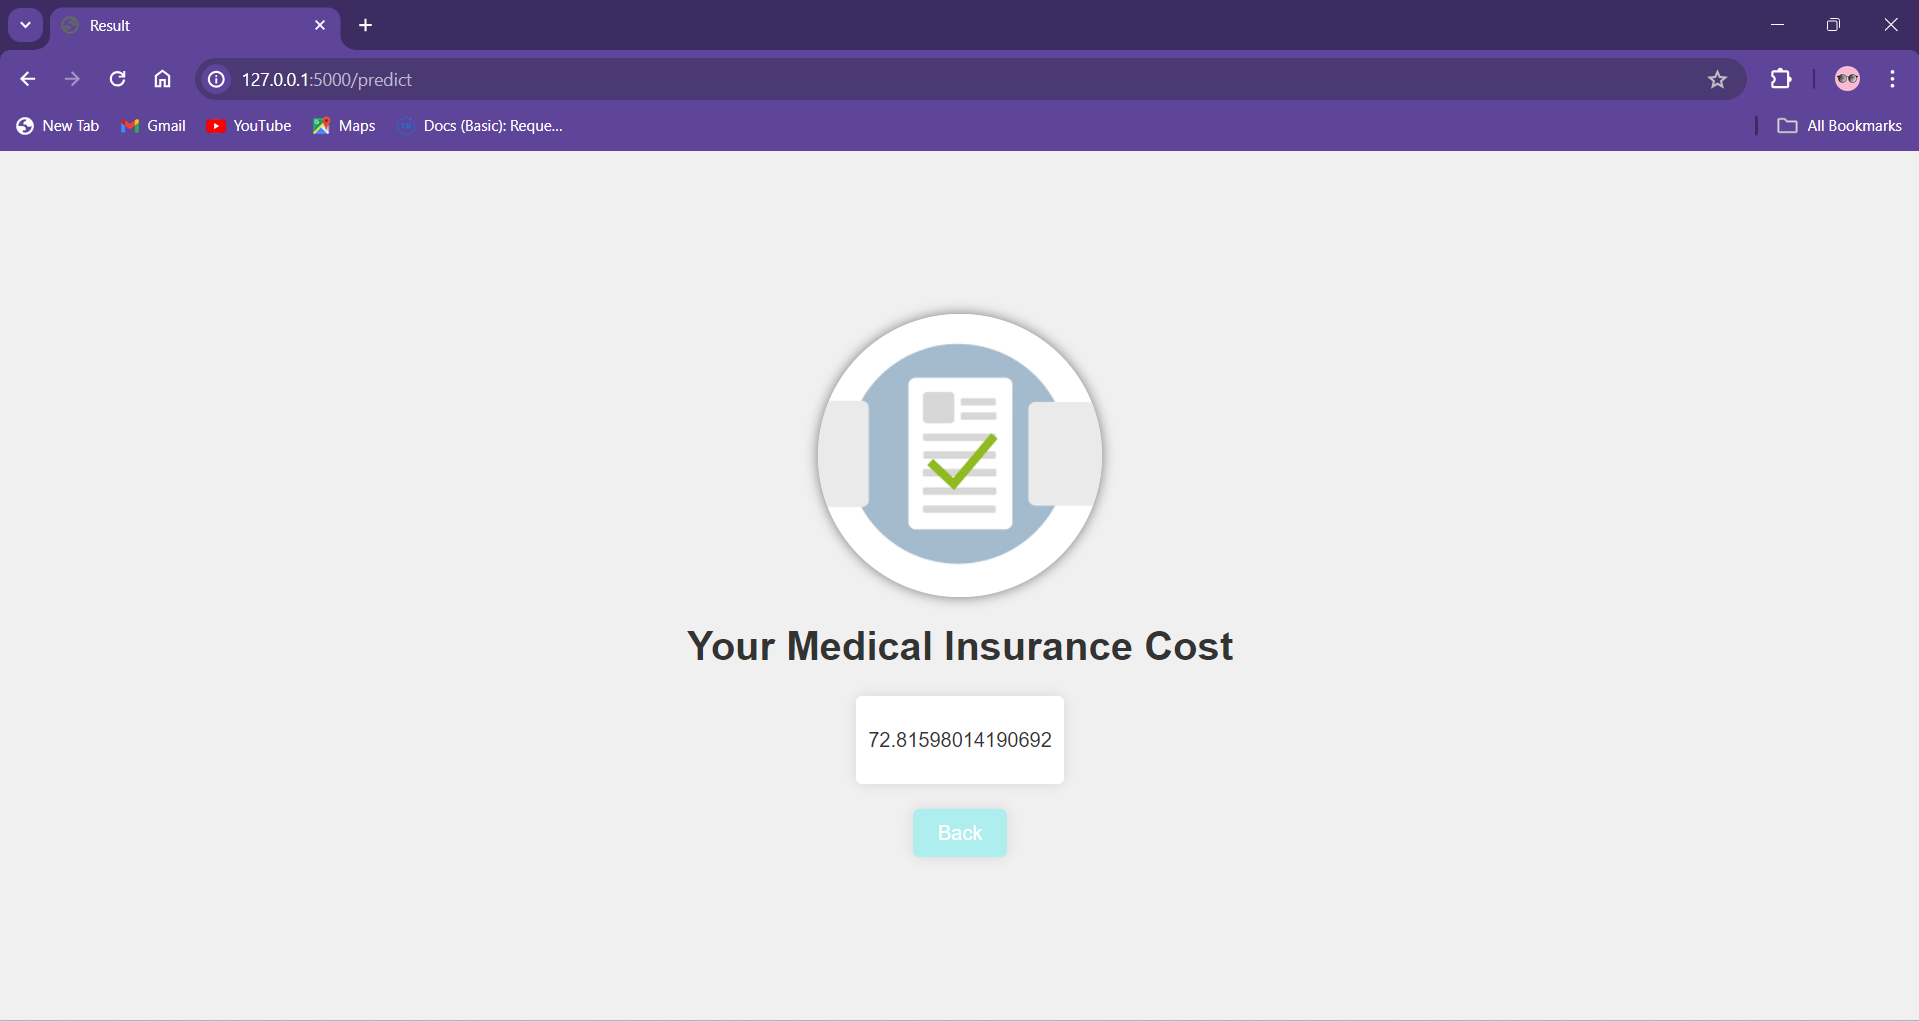 Result
127.0.0.1:5000/predict
New Tab Gmail YouTube Maps Docs (Basic): Reque... All Bookmarks
Your Medical Insurance Cost
72.81598014190692
Back